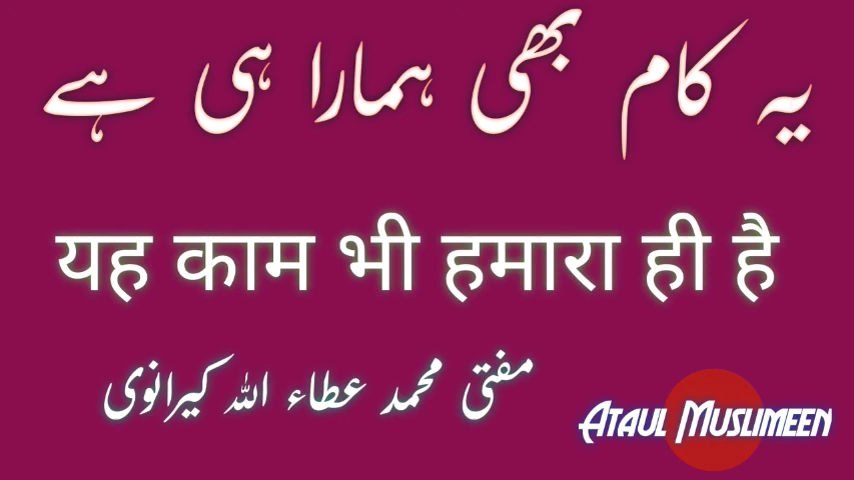 یہ کام بھی ہمارا ہی ہے
यह काम भी हमारा ही है
مفتی محمد عطاء اللہ کیرانوی
ATAUL MUSLIMEEN